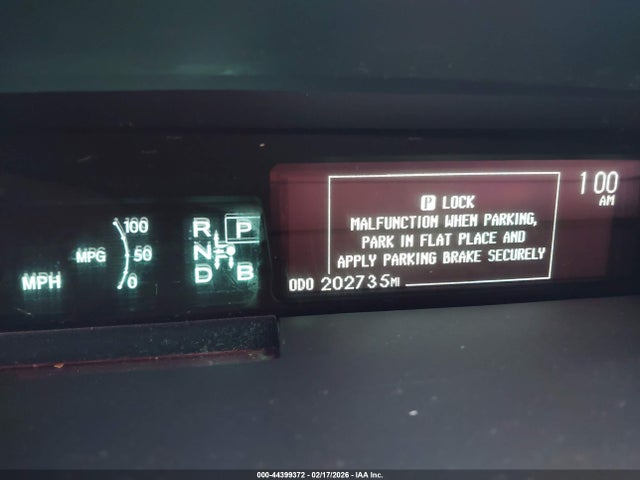 100
R P
MPG 50
N
MPH 0
D B
P LOCK
MALFUNCTION WHEN PARKING,
PARK IN FLAT PLACE AND
APPLY PARKING BRAKE SECURELY
ODO 202735MI
1 00
AM
000-44399372 - 02/17/2026 - IAA Inc.